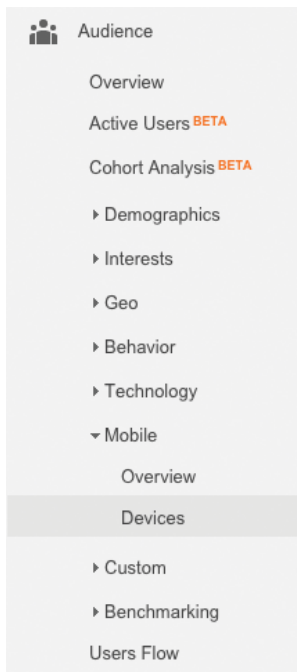 Audience
Overview
Active Users BETA
Cohort Analysis BETA
Demographics
Interests
Geo
Behavior
Technology
Mobile
Overview
Devices
Custom
Benchmarking
Users Flow